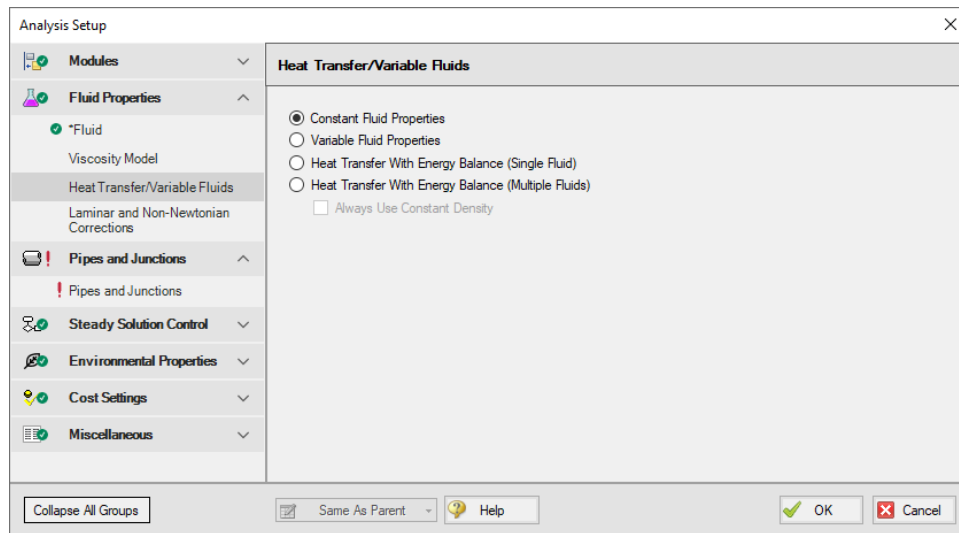 Analysis Setup
Modules
Fluid Properties
*Fluid
Viscosity Model
Heat Transfer/Variable Fluids
Laminar and Non-Newtonian
Corrections
Pipes and Junctions
Pipes and Junctions
Steady Solution Control
Environmental Properties
Cost Settings
Miscellaneous
Heat Transfer/Variable Fluids
Constant Fluid Properties
Variable Fluid Properties
Heat Transfer With Energy Balance (Single Fluid)
Heat Transfer With Energy Balance (Multiple Fluids)
Always Use Constant Density
Collapse All Groups
Same As Parent
Help
OK
Cancel